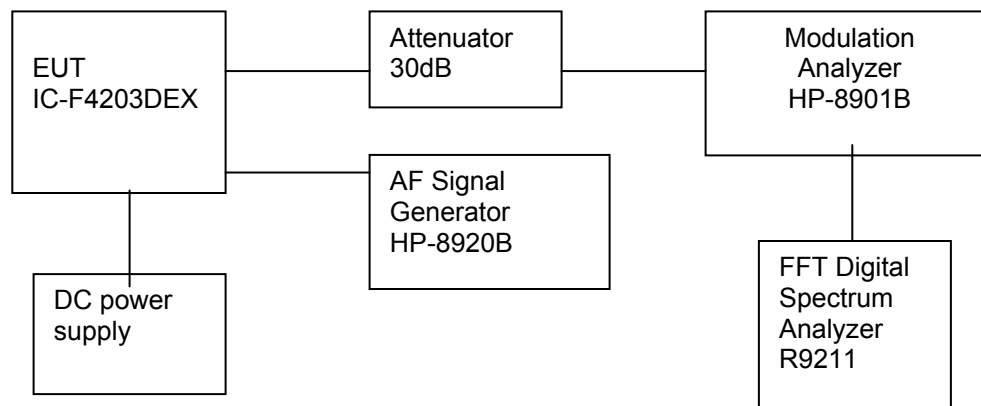 EUT
IC-F4203DEX
Attenuator
30dB
Modulation
Analyzer
HP-8901B
AF Signal
Generator
HP-8920B
DC power
supply
FFT Digital
Spectrum
Analyzer
R9211